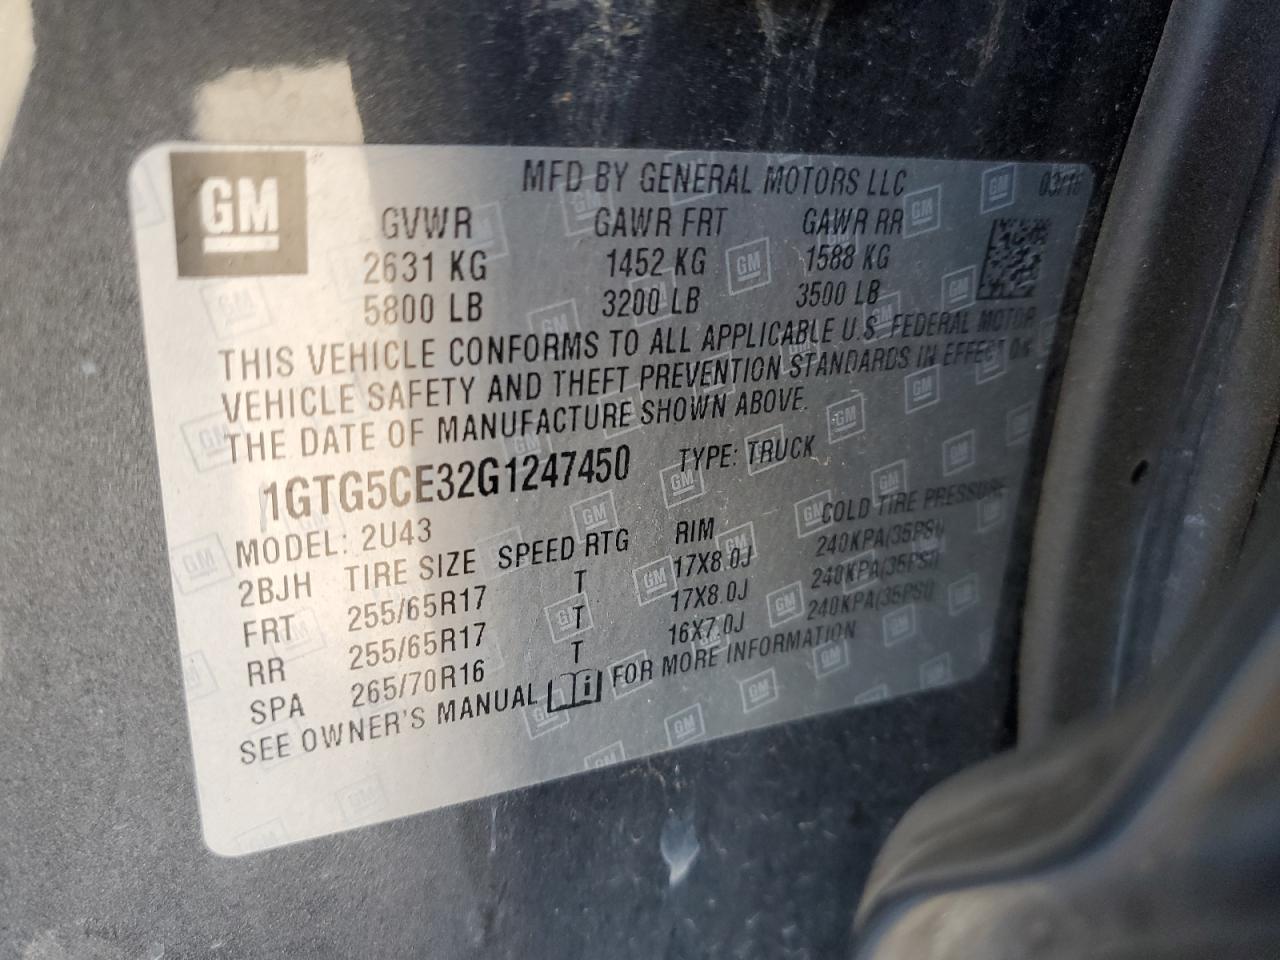 GM
MFD BY GENERAL MOTORS LLC 03/16
GVWR GAWR FRT GAWR RR
2631 KG 1452 KG 1588 KG
5800 LB 3200 LB 3500 LB
THIS VEHICLE CONFORMS TO ALL APPLICABLE U.S. FEDERAL MOTOR
VEHICLE SAFETY AND THEFT PREVENTION STANDARDS IN EFFECT ON
THE DATE OF MANUFACTURE SHOWN ABOVE.
1GTG5CE32G1247450 TYPE: TRUCK
MODEL: 2U43
2BJH TIRE SIZE SPEED RTG RIM COLD TIRE PRESSURE
FRT 255/65R17 T 17X8.0J 240KPA(35PSI)
RR 255/65R17 T 17X8.0J 240KPA(35PSI)
SPA 265/70R16 T 16X7.0J 240KPA(35PSI)
SEE OWNER'S MANUAL FOR MORE INFORMATION